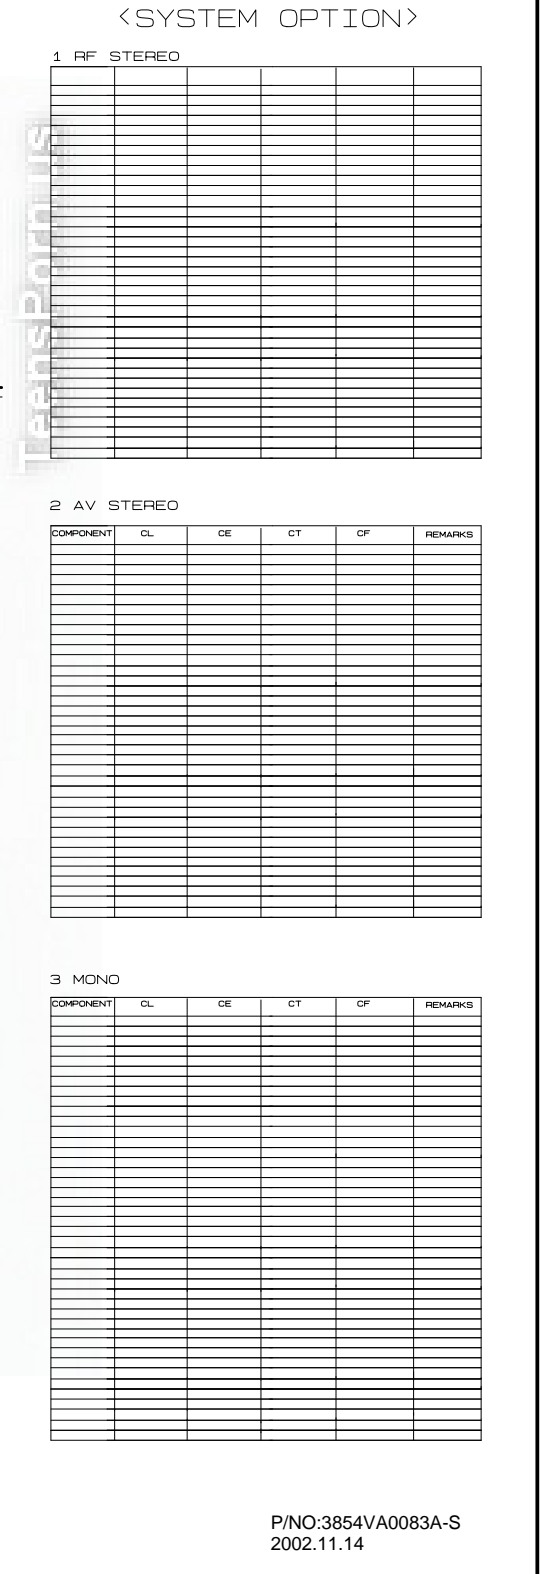 <SYSTEM OPTION>
1 RF STEREO
2 AV STEREO
COMPONENT CL CE CT CF REMARKS
3 MONO
COMPONENT CL CE CT CF REMARKS
P/NO:3854VA0083A-S
2002.11.14